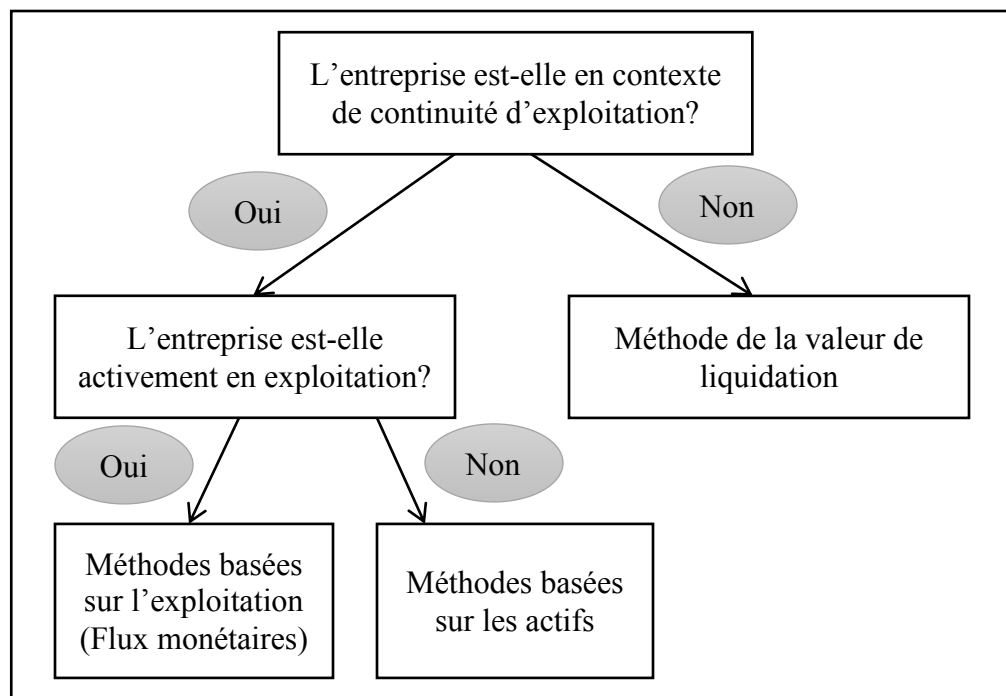 L’entreprise est-elle en contexte
de continuité d’exploitation?
Oui
Non
L’entreprise est-elle
activement en exploitation?
Méthode de la valeur de
liquidation
Oui
Non
Méthodes basées
sur l’exploitation
(Flux monétaires)
Méthodes basées
sur les actifs